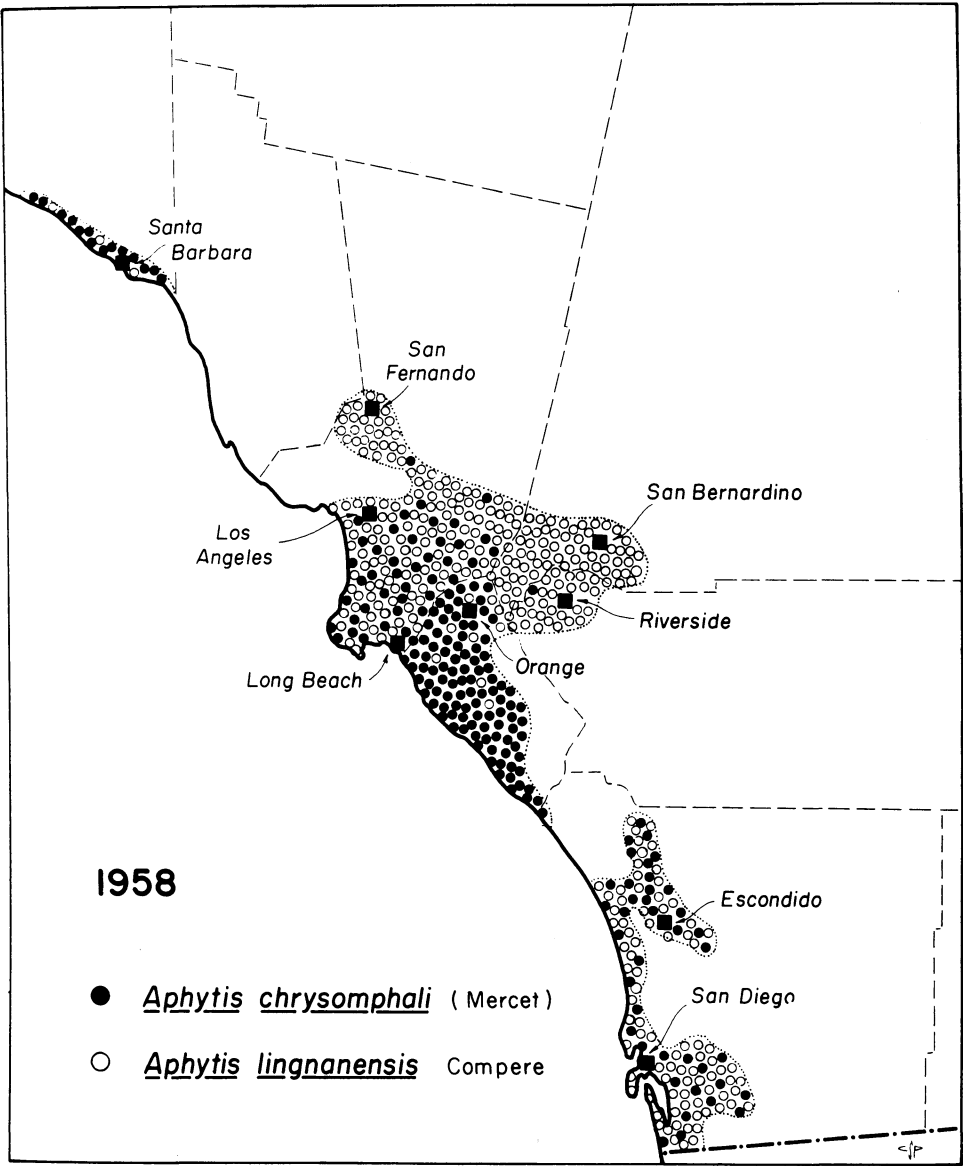 Santa
Barbara
San
Fernando
San Bernardino
Los
Angeles
Riverside
Orange
Long Beach
1958
Escondido
Aphytis chrysomphali (Mercet)
San Diego
Aphytis lingnanensis Compere